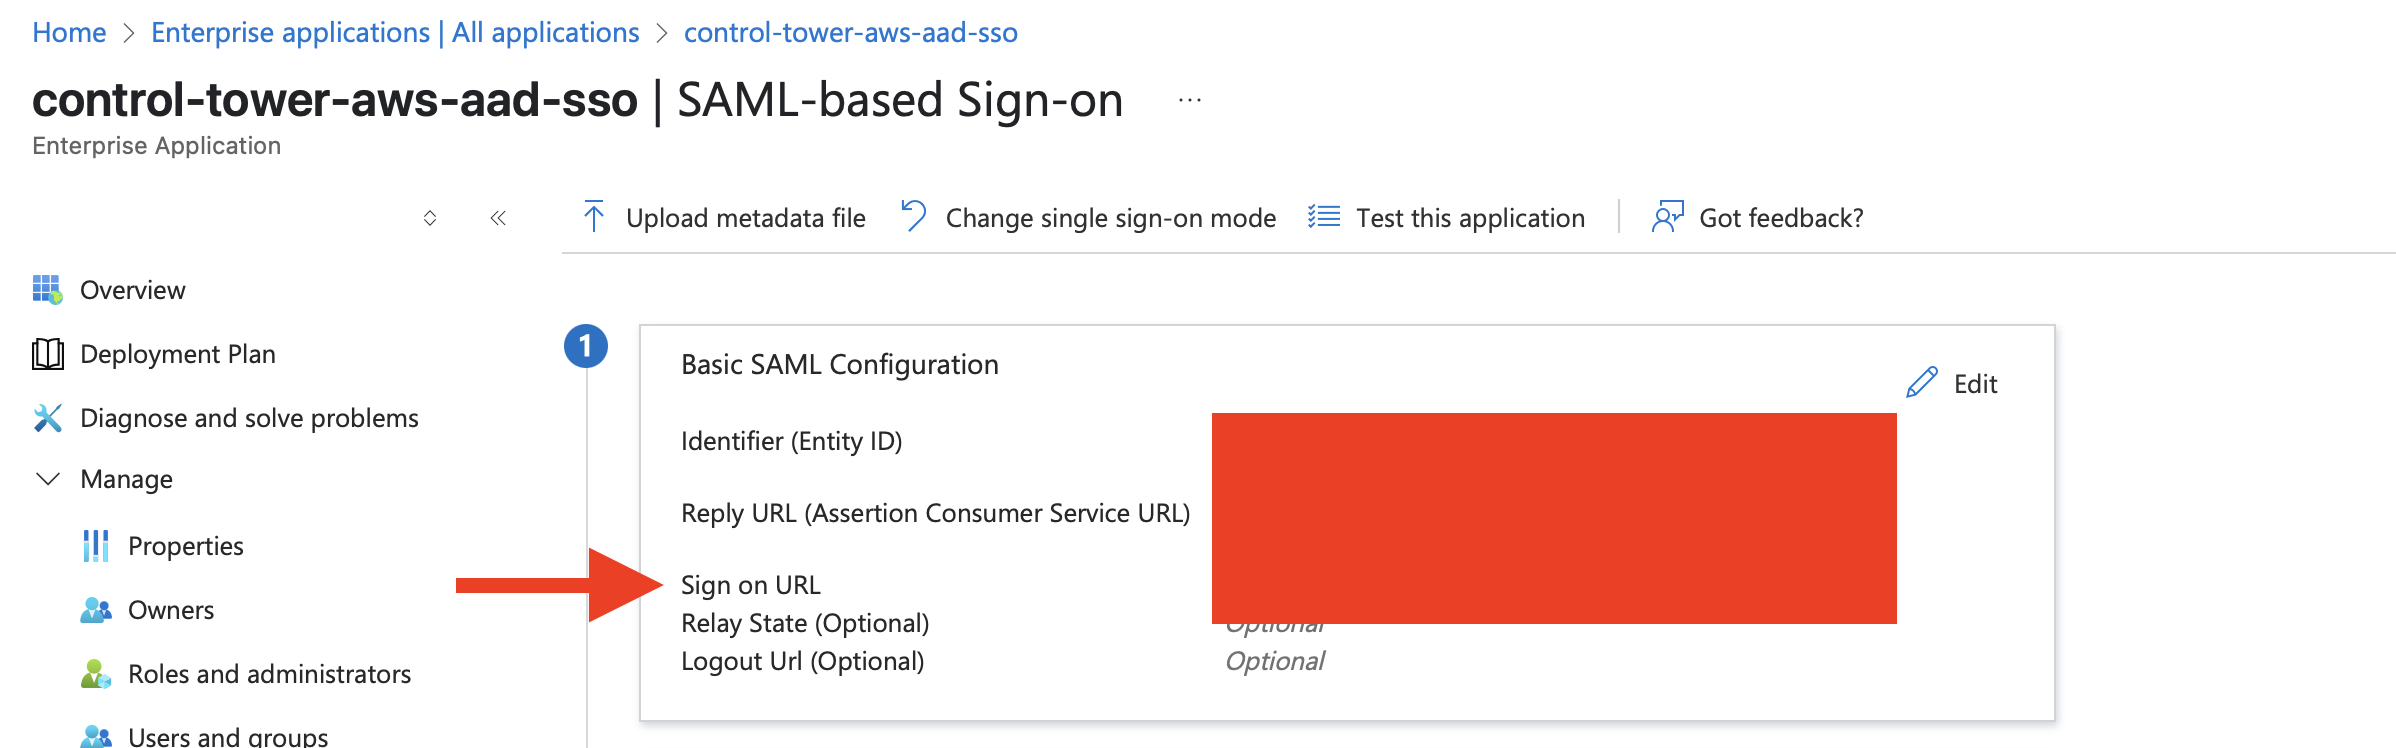 Home > Enterprise applications | All applications > control-tower-aws-aad-sso
control-tower-aws-aad-sso | SAML-based Sign-on ...
Enterprise Application
Upload metadata file Change single sign-on mode Test this application Got feedback?
Overview
Deployment Plan
Diagnose and solve problems
Manage
Properties
Owners
Roles and administrators
Users and groups
1
Basic SAML Configuration
Edit
Identifier (Entity ID)
Reply URL (Assertion Consumer Service URL)
Sign on URL
Relay State (Optional) Optional
Logout Url (Optional) Optional